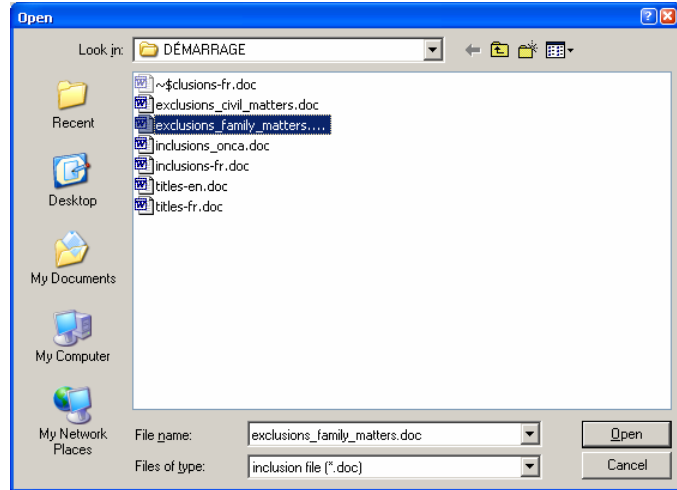 Open
Look in: DÉMARRAGE
~$clusions-fr.doc
exclusions_civil_matters.doc
exclusions_family_matters....
inclusions_onca.doc
inclusions-fr.doc
titles-en.doc
titles-fr.doc
Recent
Desktop
My Documents
My Computer
My Network
Places
File name: exclusions_family_matters.doc Open
Files of type: inclusion file (*.doc) Cancel